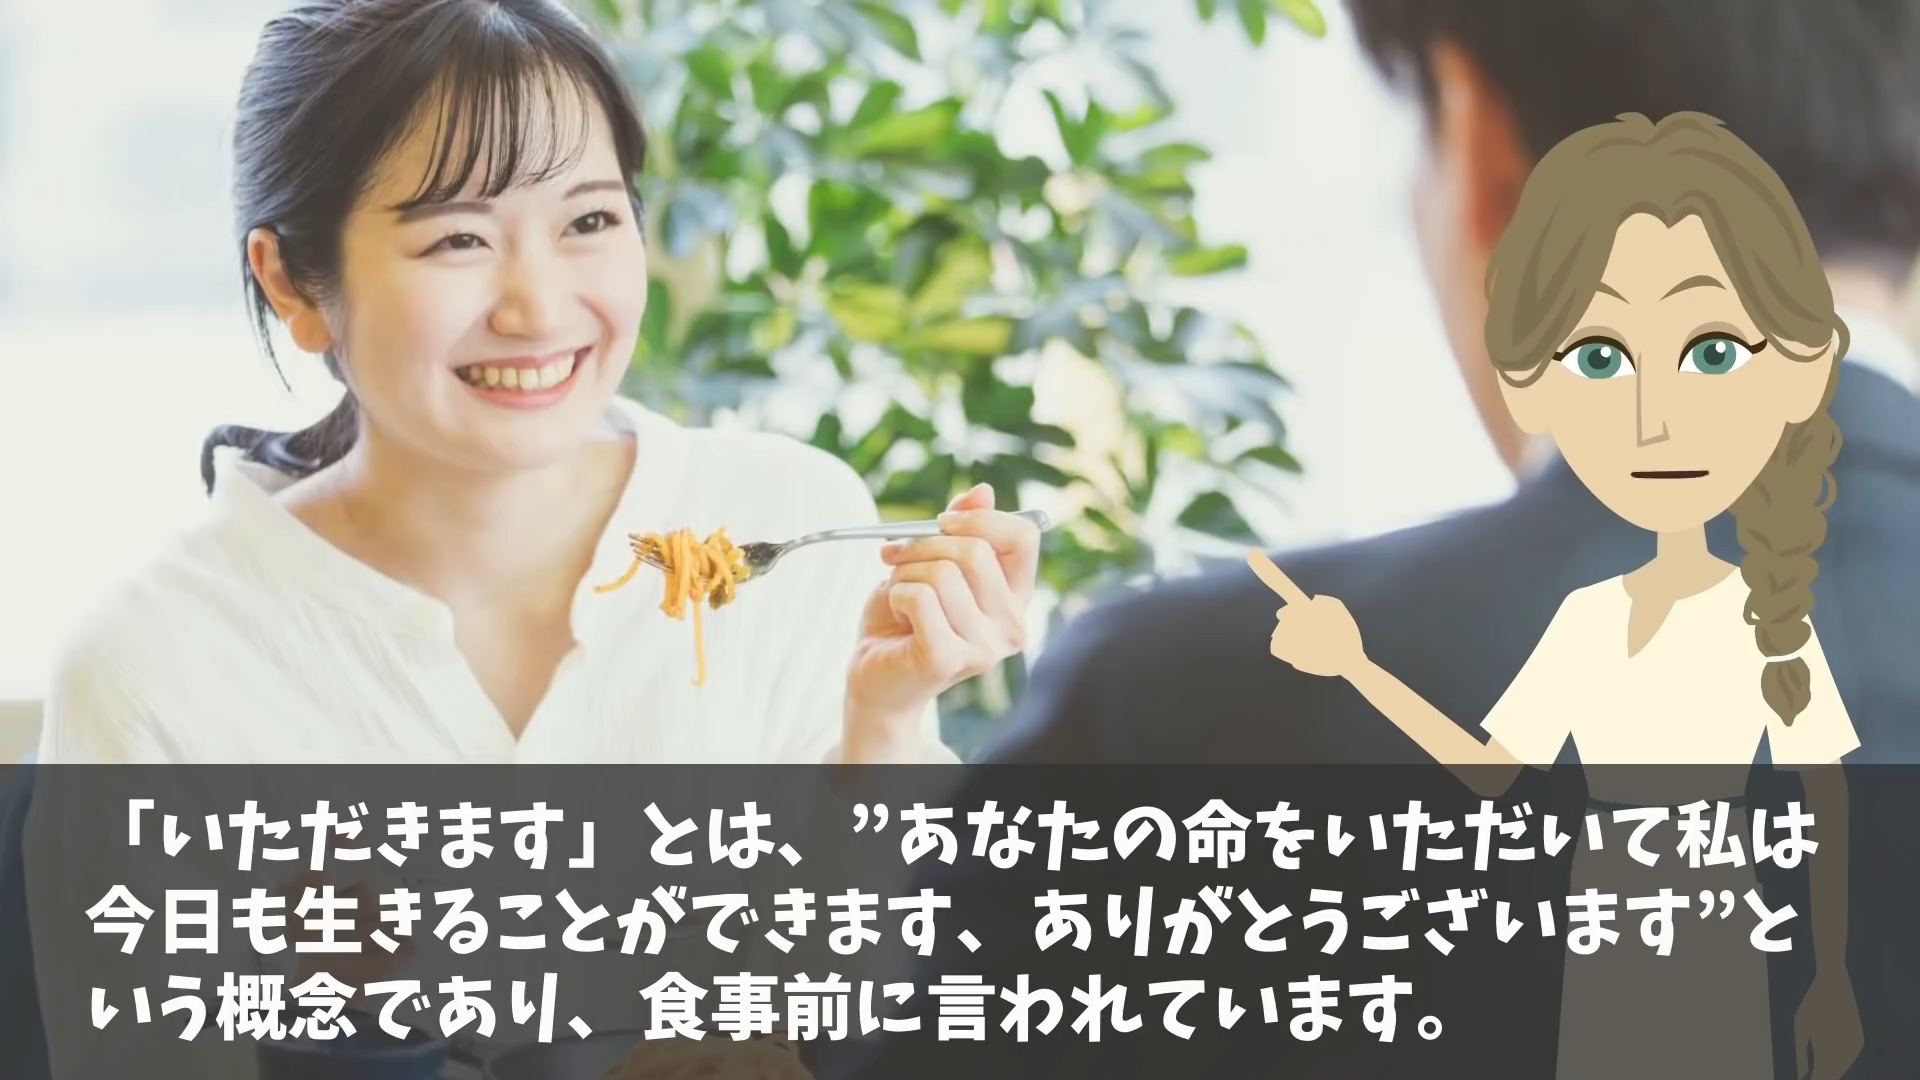 「いただきます」とは、”あなたの命をいただいて私は
今日も生きることができます、ありがとうございます”と
いう概念であり、食事前に言われています。